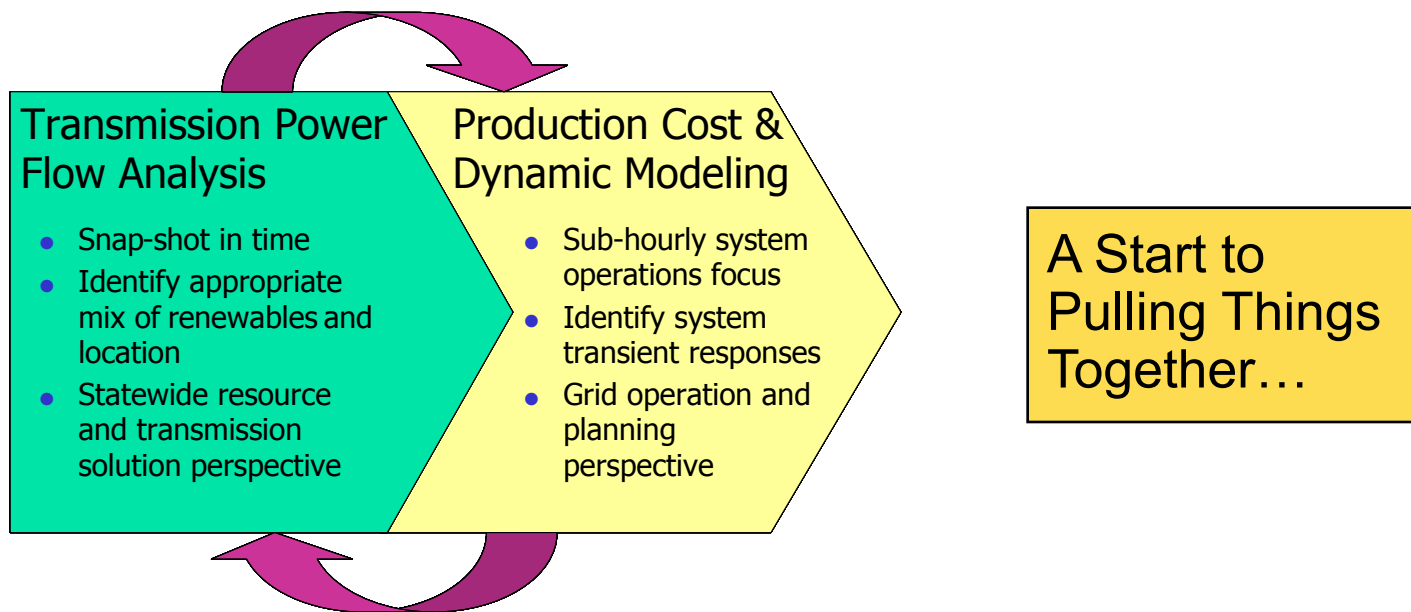 Transmission Power
Flow Analysis
• Snap-shot in time
• Identify appropriate
mix of renewables and
location
• Statewide resource
and transmission
solution perspective
Production Cost &
Dynamic Modeling
• Sub-hourly system
operations focus
• Identify system
transient responses
• Grid operation and
planning
perspective
A Start to
Pulling Things
Together…